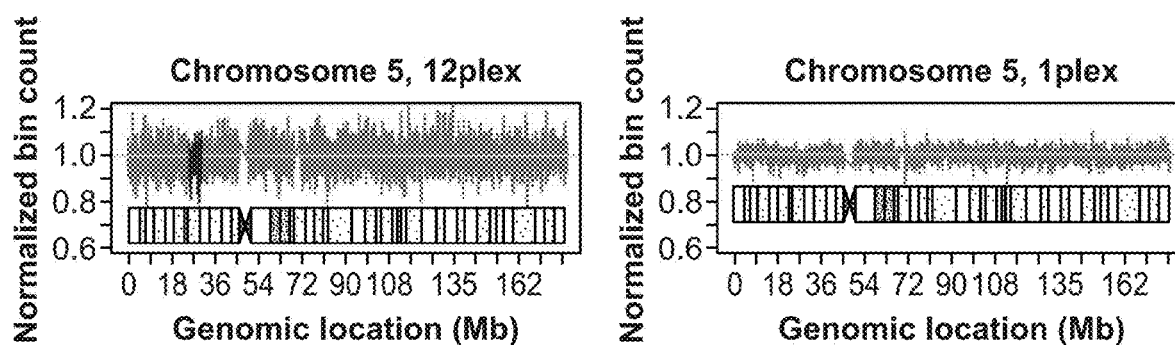 Chromosome 5, 12plex
Normalized bin count
1.2
1.0
0.8
0.6
0 18 36 54 72 90 108 135 162
Genomic location (Mb)
Chromosome 5, 1plex
Normalized bin count
1.2
1.0
0.8
0.6
0 18 36 54 72 90 108 135 162
Genomic location (Mb)